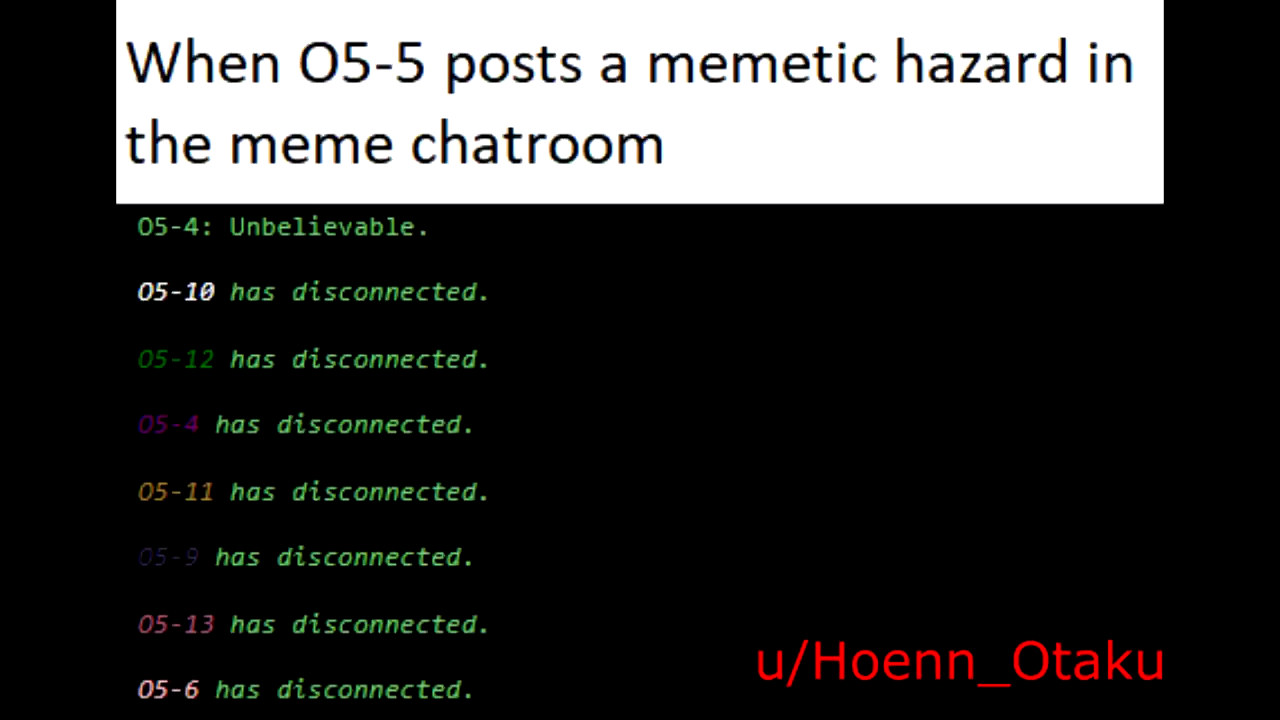 When O5-5 posts a memetic hazard in
the meme chatroom
O5-4: Unbelievable.
O5-10 has disconnected.
O5-12 has disconnected.
O5-4 has disconnected.
O5-11 has disconnected.
O5-9 has disconnected.
O5-13 has disconnected.
O5-6 has disconnected.
u/Hoenn_Otaku